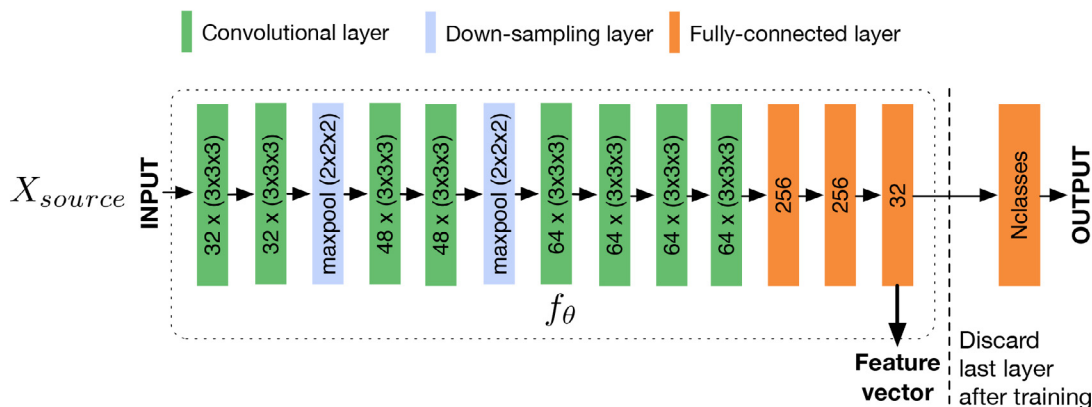 Convolutional layer
Down-sampling layer
Fully-connected layer
X_source
INPUT
32 x (3x3x3)
32 x (3x3x3)
maxpool (2x2x2)
48 x (3x3x3)
48 x (3x3x3)
maxpool (2x2x2)
64 x (3x3x3)
64 x (3x3x3)
64 x (3x3x3)
64 x (3x3x3)
256
256
32
Nclasses
OUTPUT
f_θ
Feature
vector
Discard
last layer
after training